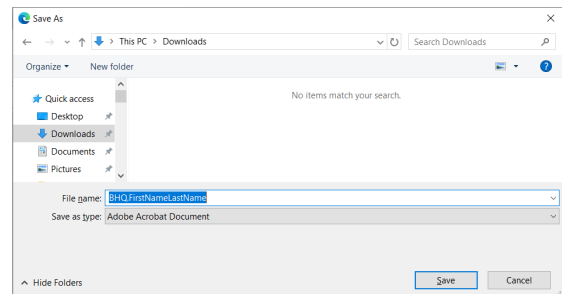 Save As
This PC > Downloads
Search Downloads
Organize
New folder
No items match your search.
Quick access
Desktop
Downloads
Documents
Pictures
File name: BHQ.FirstNameLastName
Save as type: Adobe Acrobat Document
Hide Folders
Save
Cancel